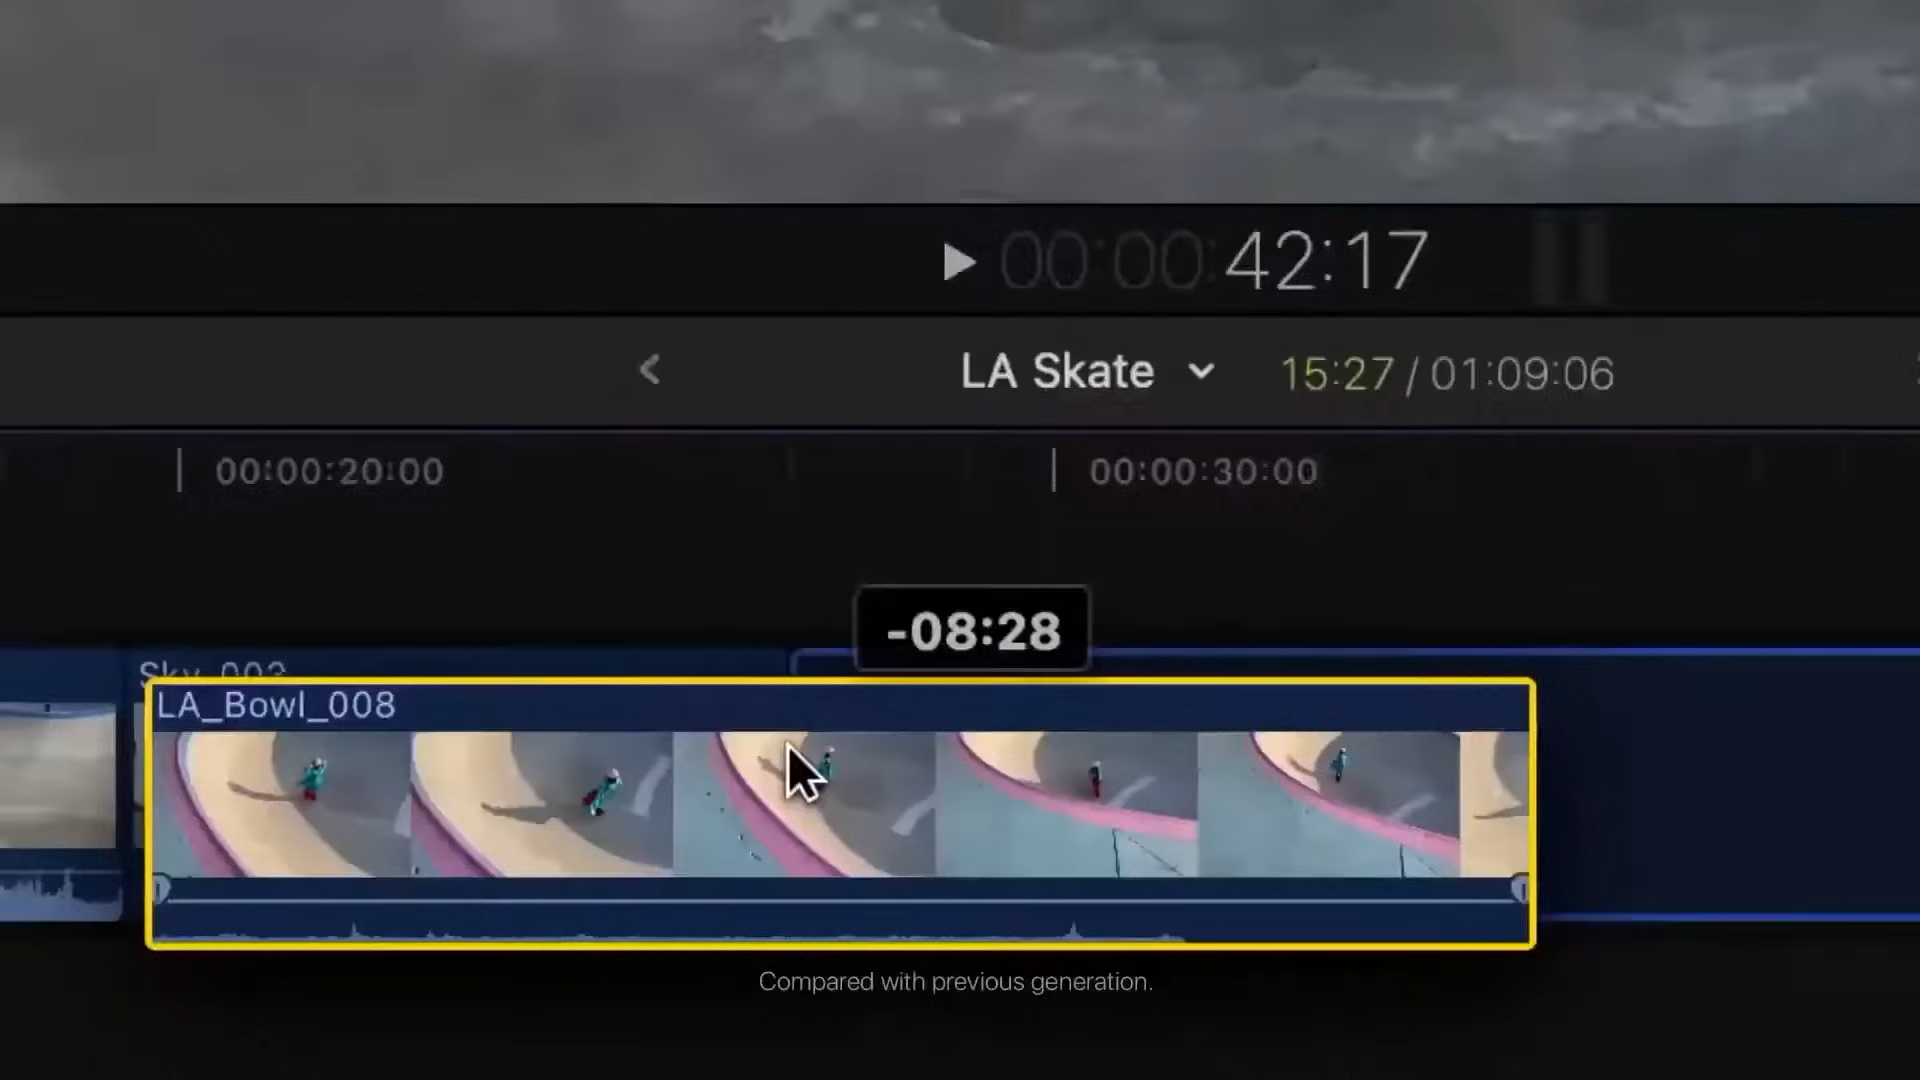 00:00:42:17
LA Skate 15:27 / 01:09:06
00:00:20:00 00:00:30:00
-08:28
Sky_003
LA_Bowl_008
Compared with previous generation.